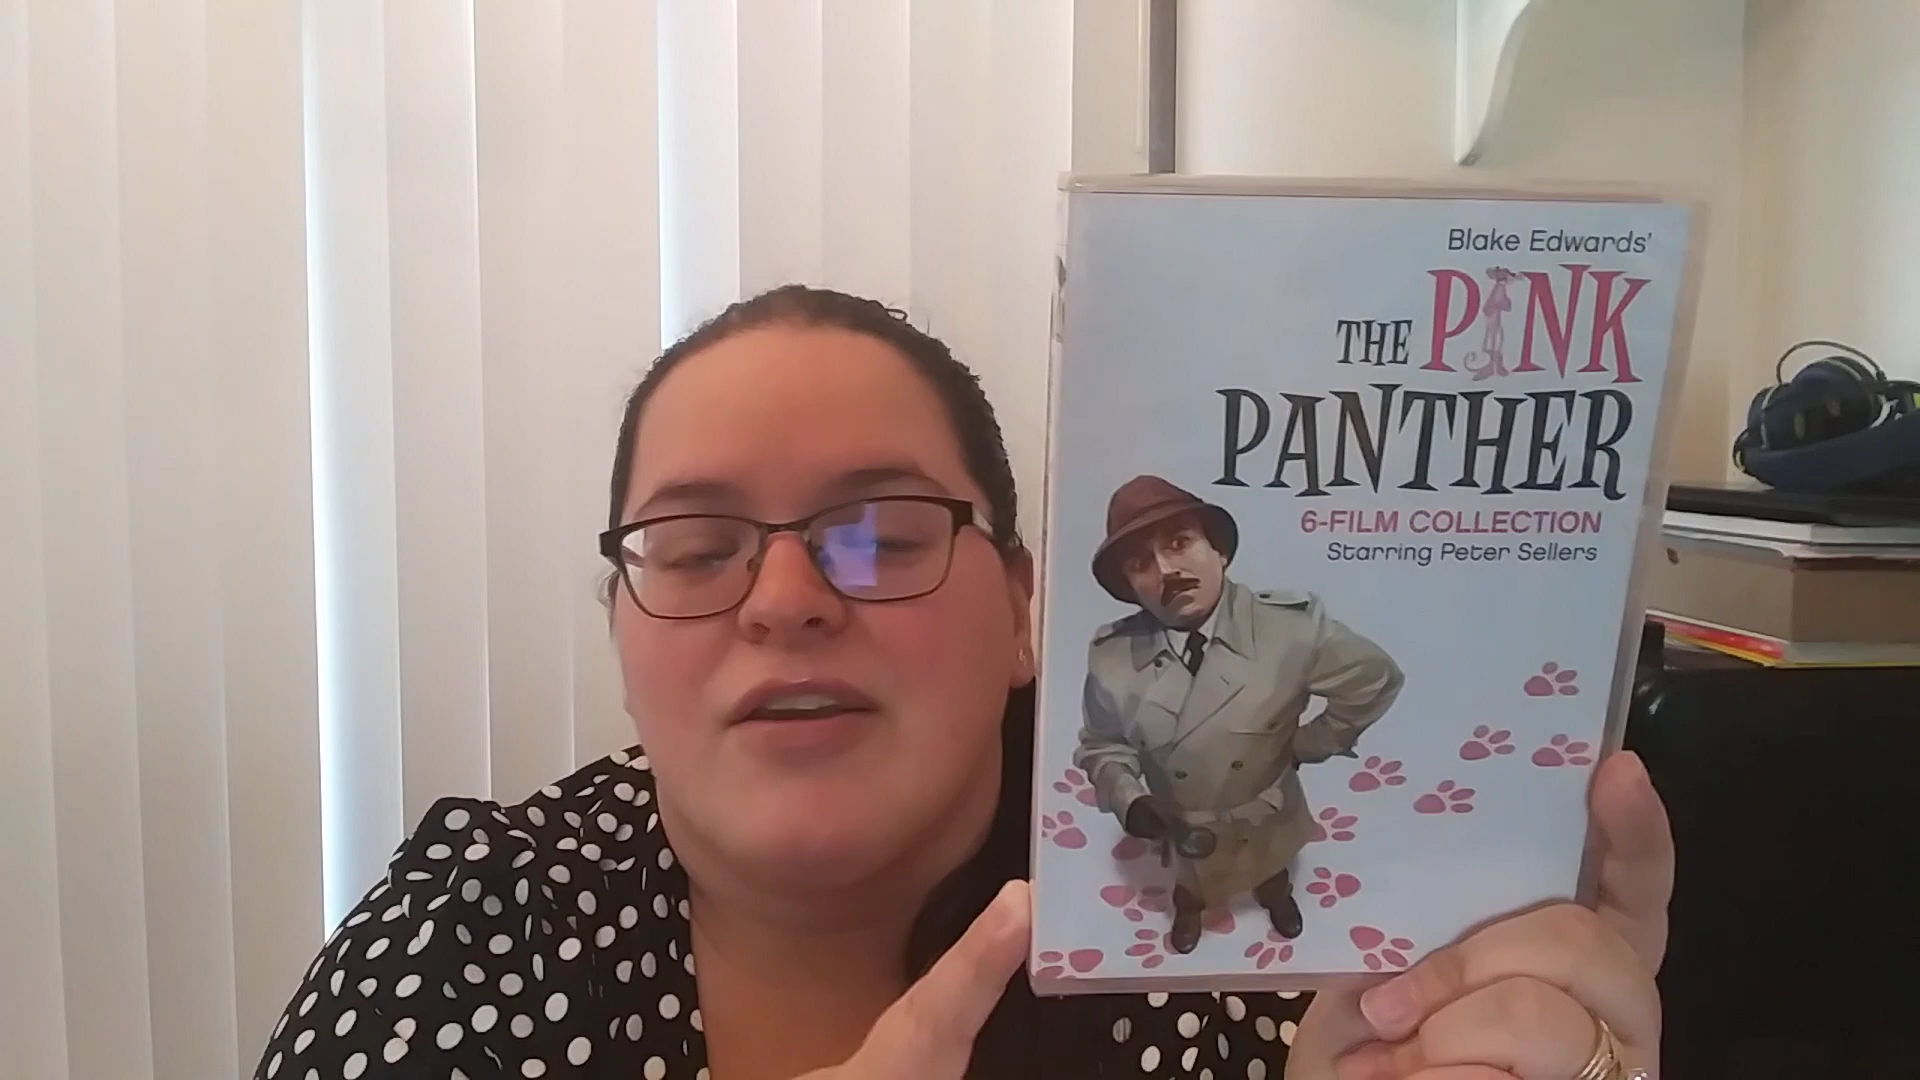 Blake Edwards'
THE PINK
PANTHER
6-FILM COLLECTION
Starring Peter Sellers